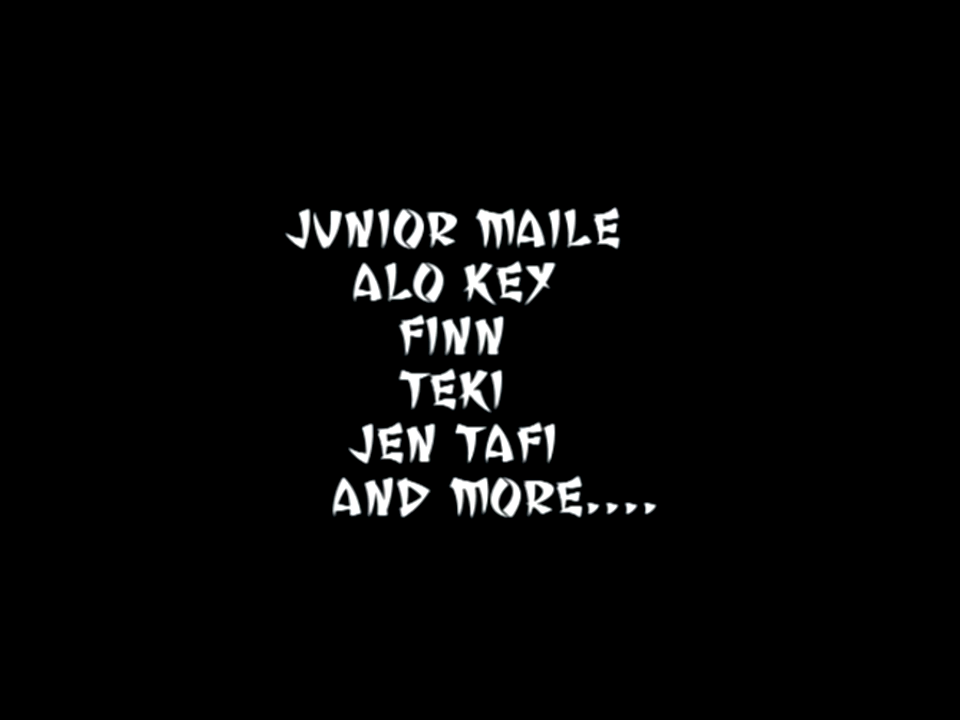 JUNIOR MAILE
ALO KEY
FINN
TEKI
JEN TAFI
AND MORE....